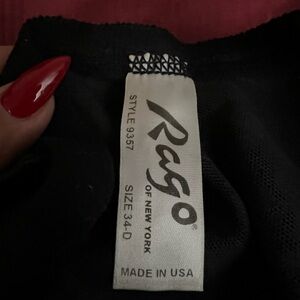 STYLE 9357
SIZE 34-D
Rago
OF NEW YORK
MADE IN USA